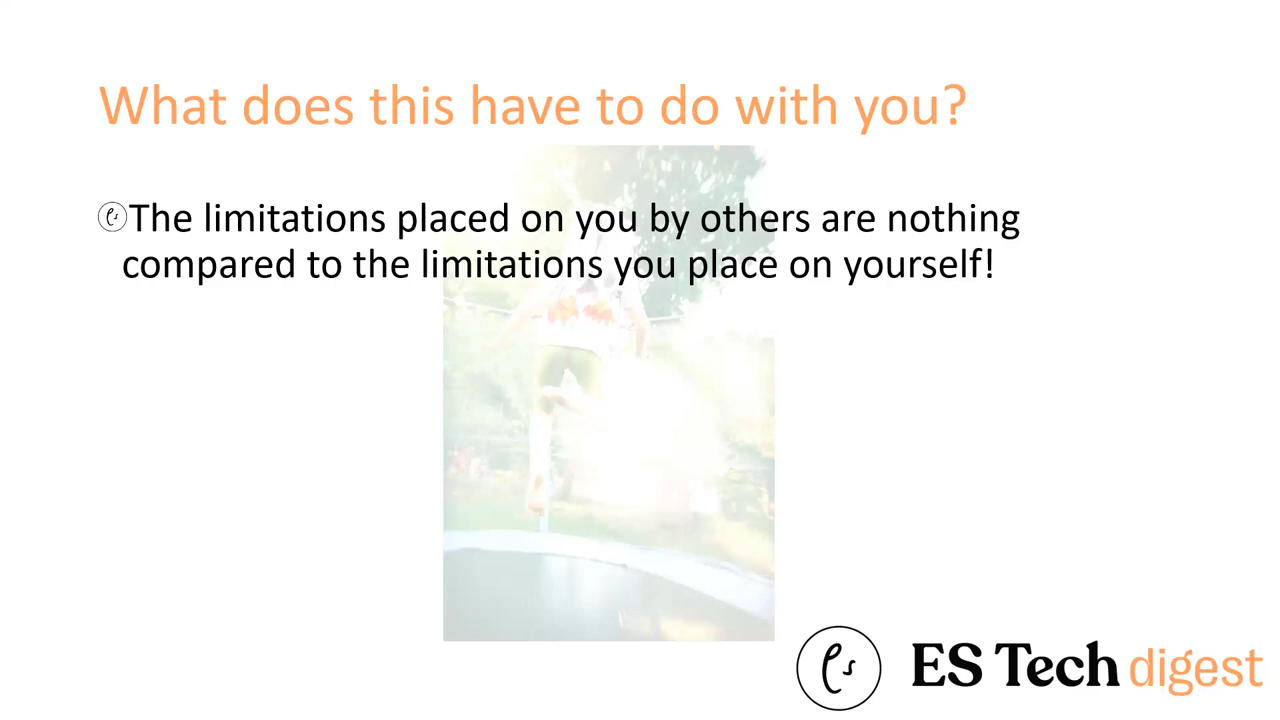 What does this have to do with you?
The limitations placed on you by others are nothing
compared to the limitations you place on yourself!
es ES Tech digest